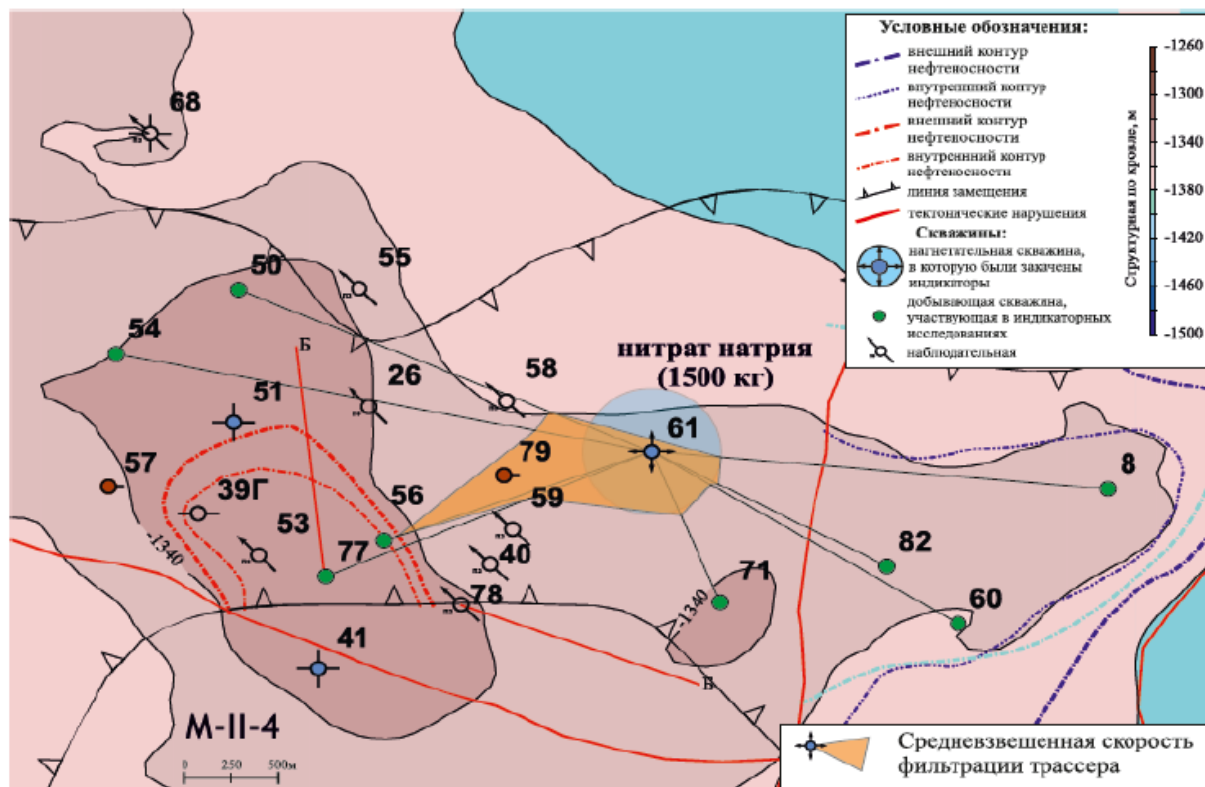 68
55
50
54
58
26
51
нитрат натрия
(1500 кг)
61
79
57
39Г
56
59
53
77
40
8
82
71
60
78
41
Б
Б
-1340
-1340
М-II-4
0 250 500м
Условные обозначения:
внешний контур
нефтеносности
внутренний контур
нефтеносности
внешний контур
нефтеносности
внутренний контур
нефтеносности
линия замещения
тектонические нарушения
Скважины:
нагнетательная скважина,
в которую были закачены
индикаторы
добывающая скважина,
участвующая в индикаторных
исследованиях
наблюдательная
Структурная по кровле, м
-1260
-1300
-1340
-1380
-1420
-1460
-1500
Средневзвешенная скорость
фильтрации трассера